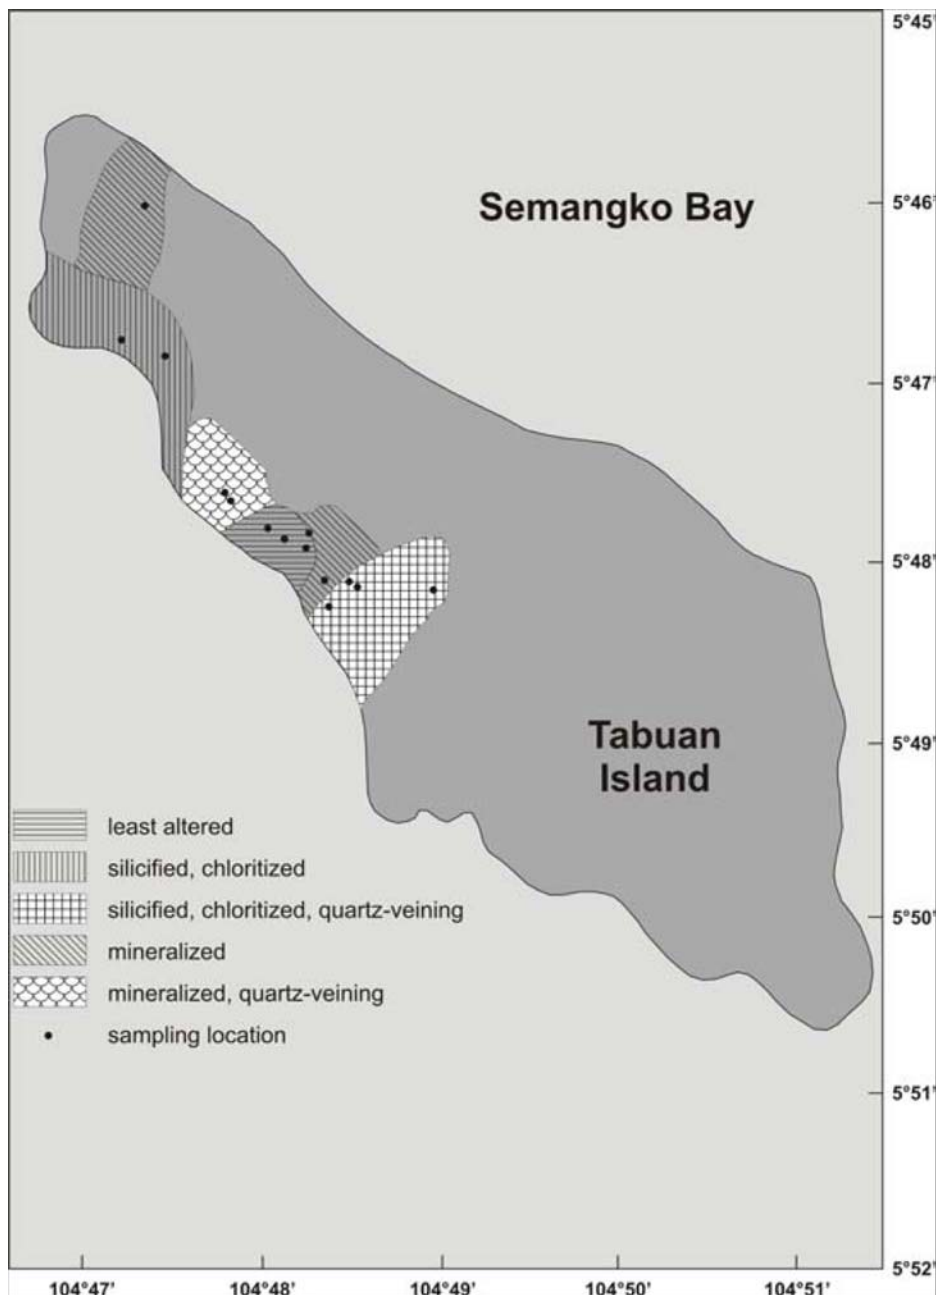 5°45'
Semangko Bay
5°46'
5°47'
5°48'
Tabuan
Island
5°49'
least altered
silicified, chloritized
silicified, chloritized, quartz-veining
5°50'
mineralized
mineralized, quartz-veining
sampling location
5°51'
5°52'
104°47' 104°48' 104°49' 104°50' 104°51'